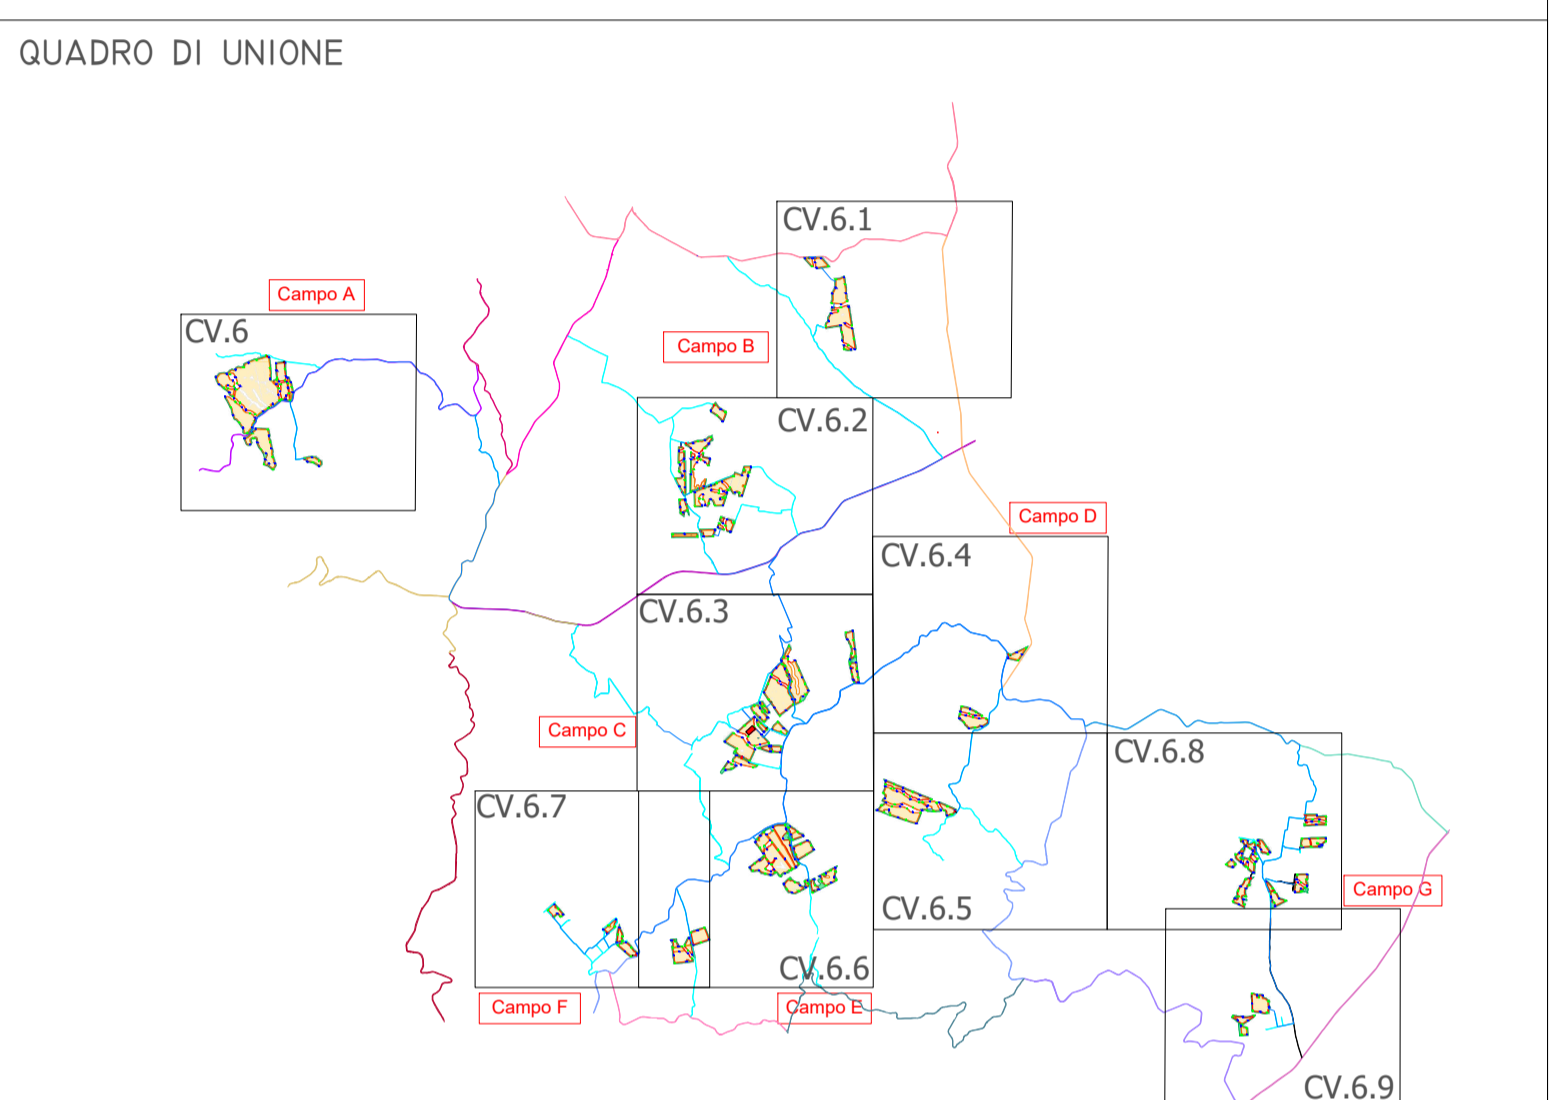 QUADRO DI UNIONE
CV.6.1
Campo A
CV.6
Campo B
CV.6.2
Campo D
CV.6.4
CV.6.3
Campo C
CV.6.8
CV.6.7
Campo G
CV.6.5
CV.6.6
Campo F
Campo E
CV.6.9